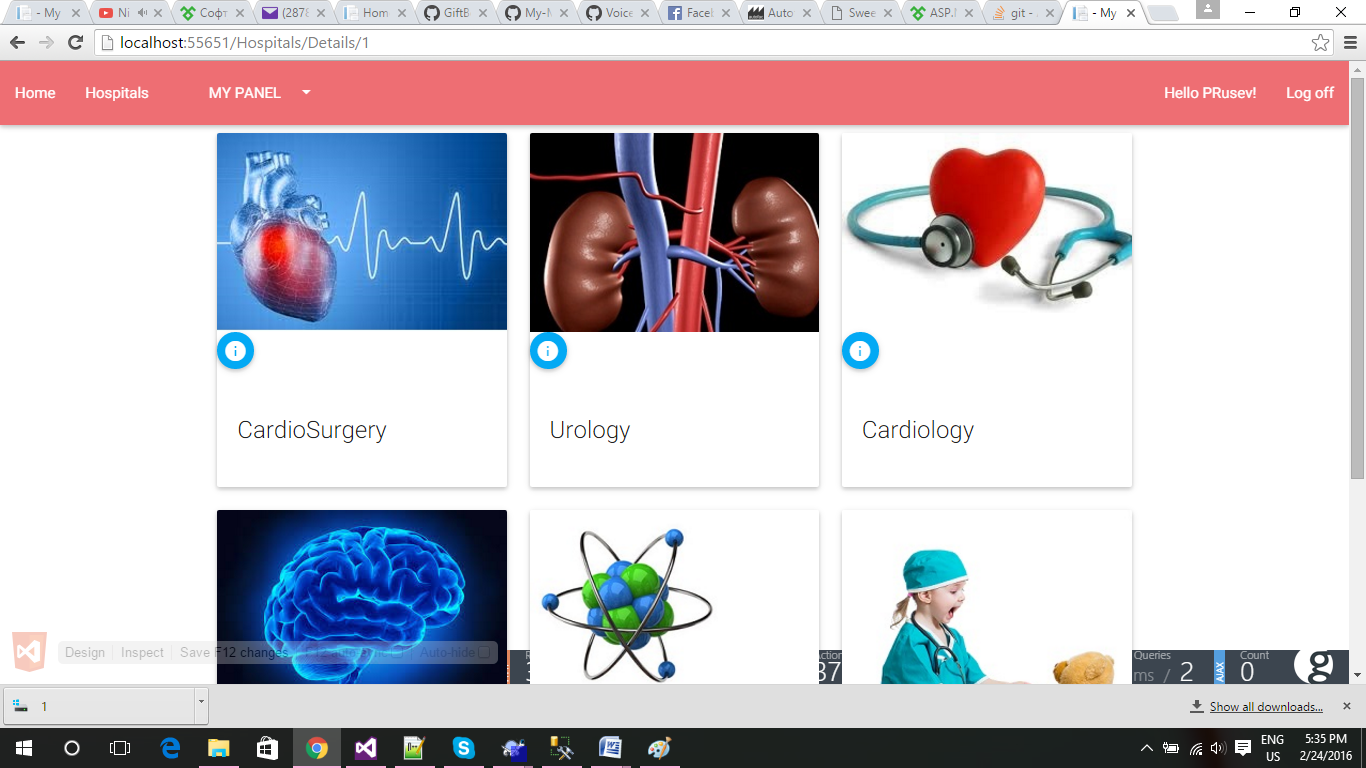 - My
Ni
Софт
(2878
Hom
GiftB
My-M
Voice
Facel
Auto
Swee
ASP.I
git -
- My
localhost:55651/Hospitals/Details/1
Home Hospitals MY PANEL Hello PRusev! Log off
CardioSurgery
Urology
Cardiology
Design Inspect Save F12 changes Auto-hide
37
Queries
ms / 2
AJAX
Count
0
g
1
Show all downloads...
ENG
US
5:35 PM
2/24/2016